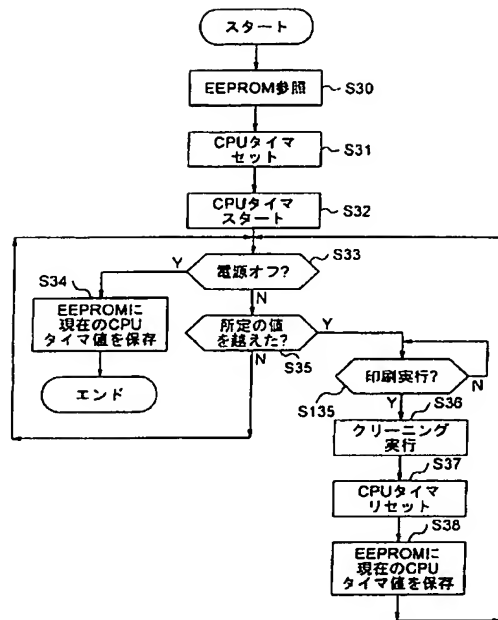 スタート
EEPROM参照
S30
CPUタイマ
セット
S31
CPUタイマ
スタート
S32
電源オフ?
S33
Y
N
S34
EEPROMに
現在のCPU
タイマ値を保存
エンド
所定の値
を越えた?
S35
Y
N
印刷実行?
S135
N
Y
S36
クリーニング
実行
S37
CPUタイマ
リセット
S38
EEPROMに
現在のCPU
タイマ値を保存